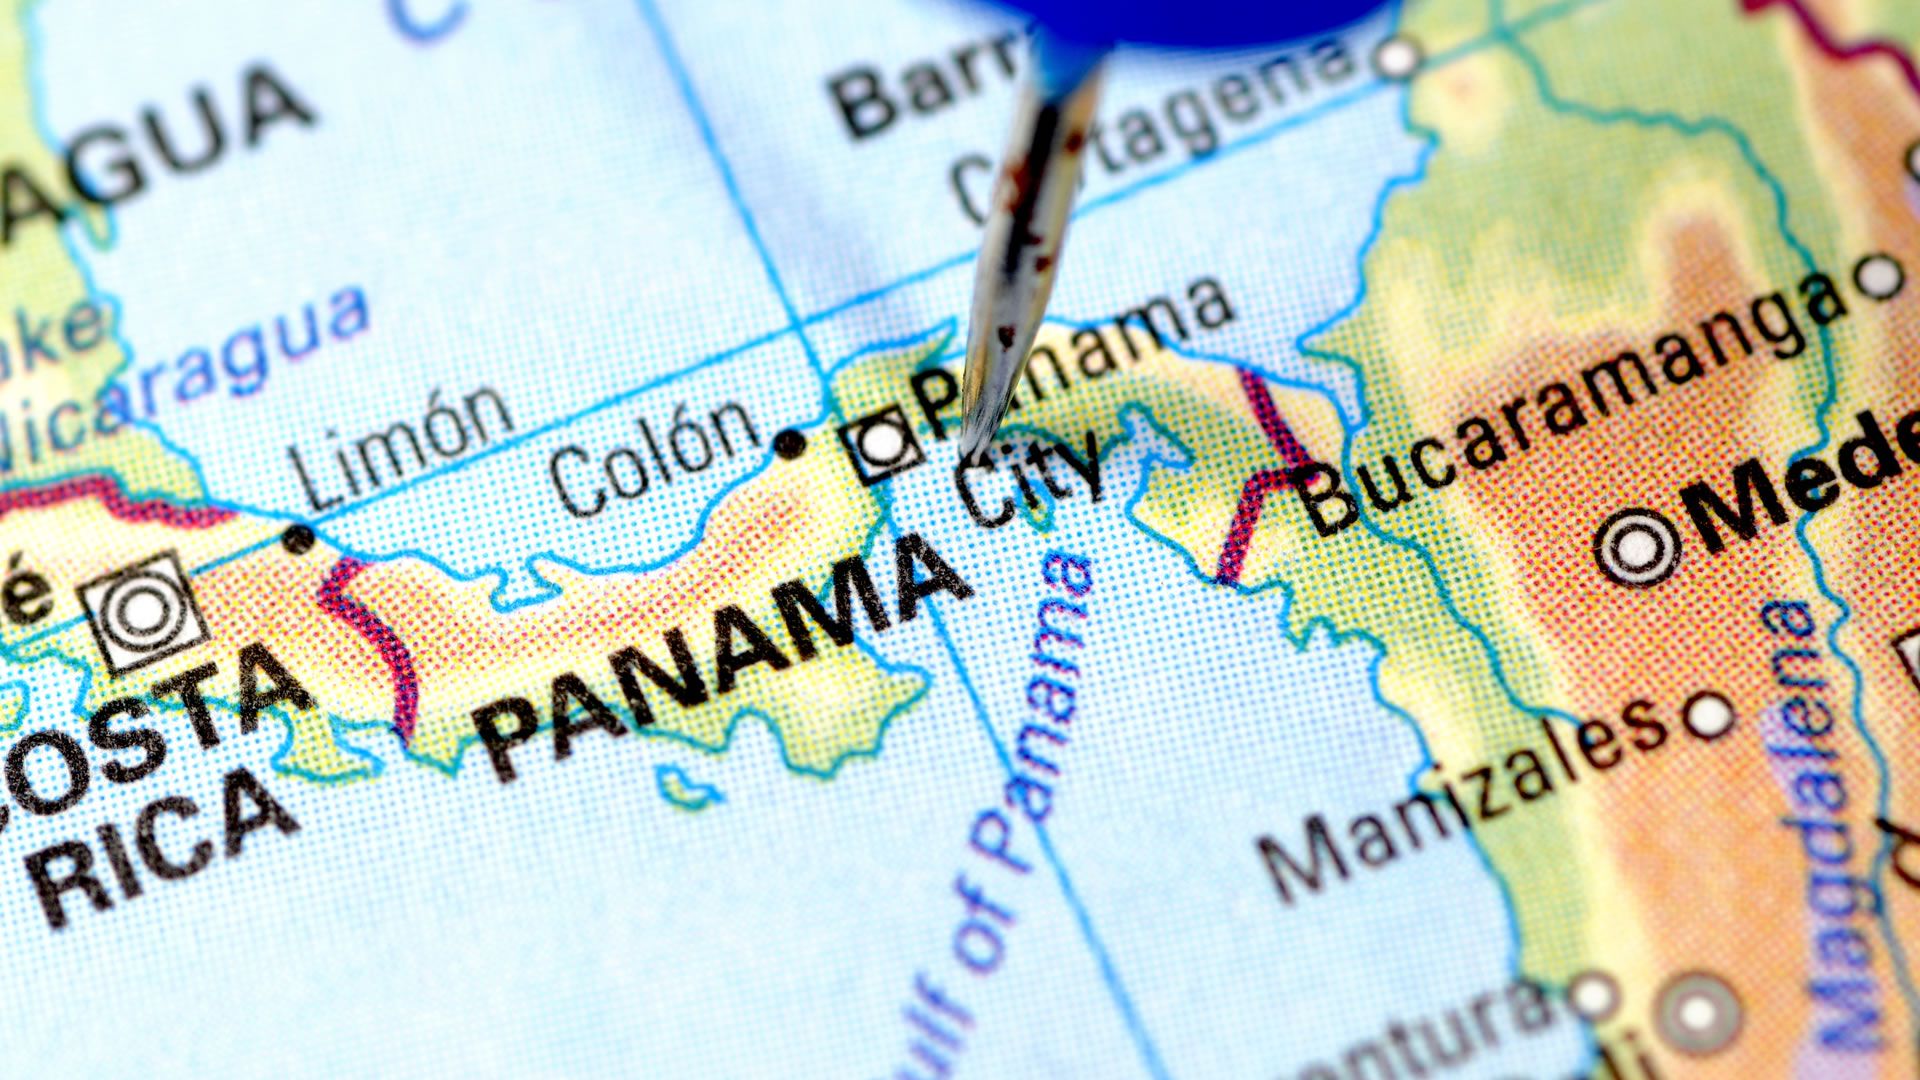 AGUA
Barr
Cartagena
ake
Nicaragua
Limón
Colón
Panama
City
Bucaramanga
Mede
é
COSTA
RICA
PANAMA
Gulf of Panama
Manizales
Magdalena
entura